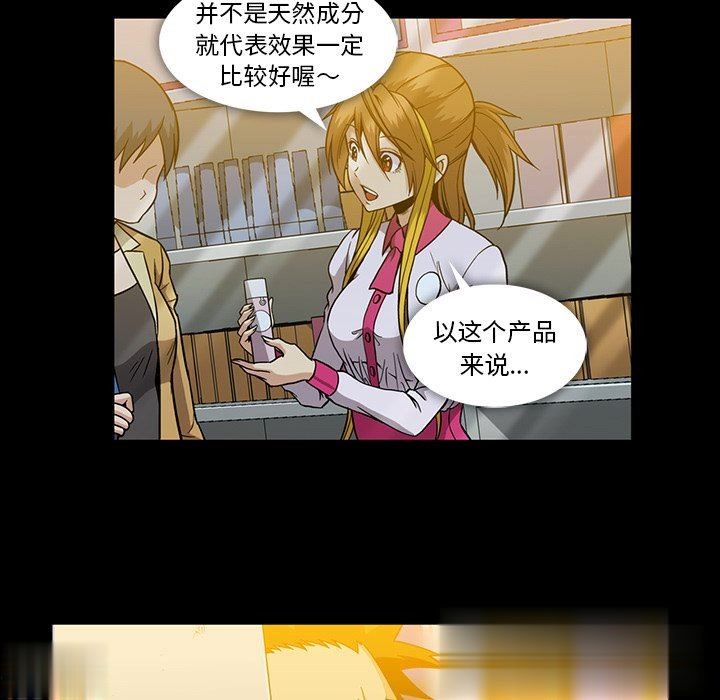 并不是天然成分
就代表效果一定
比较好喔～
以这个产品
来说...